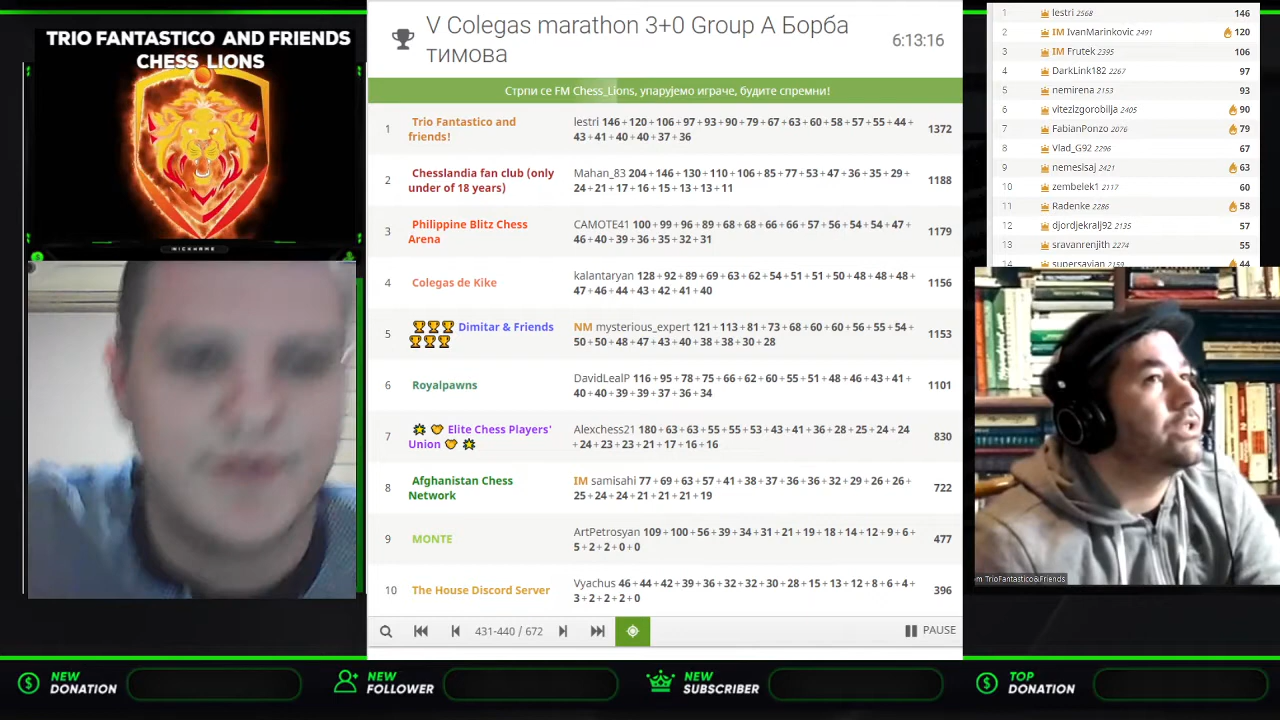 TRIO FANTASTICO AND FRIENDS
CHESS LIONS
NICKNAME
V Colegas marathon 3+0 Group A Борба
тимова
6:13:16
Стрпи се FM Chess_Lions, упарујемо играче, будите спремни!
1 Trio Fantastico and friends! lestri 146+120+106+97+93+90+79+67+63+60+58+57+55+44+ 1372
43+41+40+40+37+36
2 Chesslandia fan club (only under of 18 years) Mahan_83 204+146+130+110+106+85+77+53+47+36+35+29+ 1188
24+21+17+16+15+13+13+11
3 Philippine Blitz Chess Arena CAMOTE41 100+99+96+89+68+68+66+66+57+56+54+54+47+ 1179
46+40+39+36+35+32+31
4 Colegas de Kike kalantaryan 128+92+89+69+63+62+54+51+51+50+48+48+48+ 1156
47+46+44+43+42+41+40
5 Dimitar & Friends NM mysterious_expert 121+113+81+73+68+60+60+56+55+54+ 1153
50+50+48+47+43+40+38+38+30+28
6 Royalpawns DavidLealP 116+95+78+75+66+62+60+55+51+48+46+43+41+ 1101
40+40+39+39+37+36+34
7 Elite Chess Players' Union Alexchess21 180+63+63+55+55+53+43+41+36+28+25+24+24 830
+24+24+23+23+21+17+16+16
8 Afghanistan Chess Network IM samisahi 77+69+63+57+41+38+37+36+36+32+29+26+26+ 722
25+24+24+21+21+21+19
9 MONTE ArtPetrosyan 109+100+56+39+34+31+21+19+18+14+12+9+6+ 477
5+2+2+0+0
10 The House Discord Server Vyachus 46+44+42+39+36+32+32+30+28+15+13+12+8+6+4+ 396
3+2+2+2+0
431-440 / 672
PAUSE
1 lestri 2568 146
2 IM IvanMarinkovic 2491 120
3 IM Frutek 2395 106
4 DarkLink182 2267 97
5 nemirena 2153 93
6 vitezizgorobilja 2405 90
7 FabianPonzo 2076 79
8 Vlad_G92 2296 67
9 nemesisaj 2421 63
10 zembelek1 2117 60
11 Radenke 2286 58
12 djordjekralj92 2135 57
13 sravanrenjith 2274 55
14 supersayian 2159 44
TrioFantastico&Friends
NEW
DONATION
NEW
FOLLOWER
NEW
SUBSCRIBER
TOP
DONATION